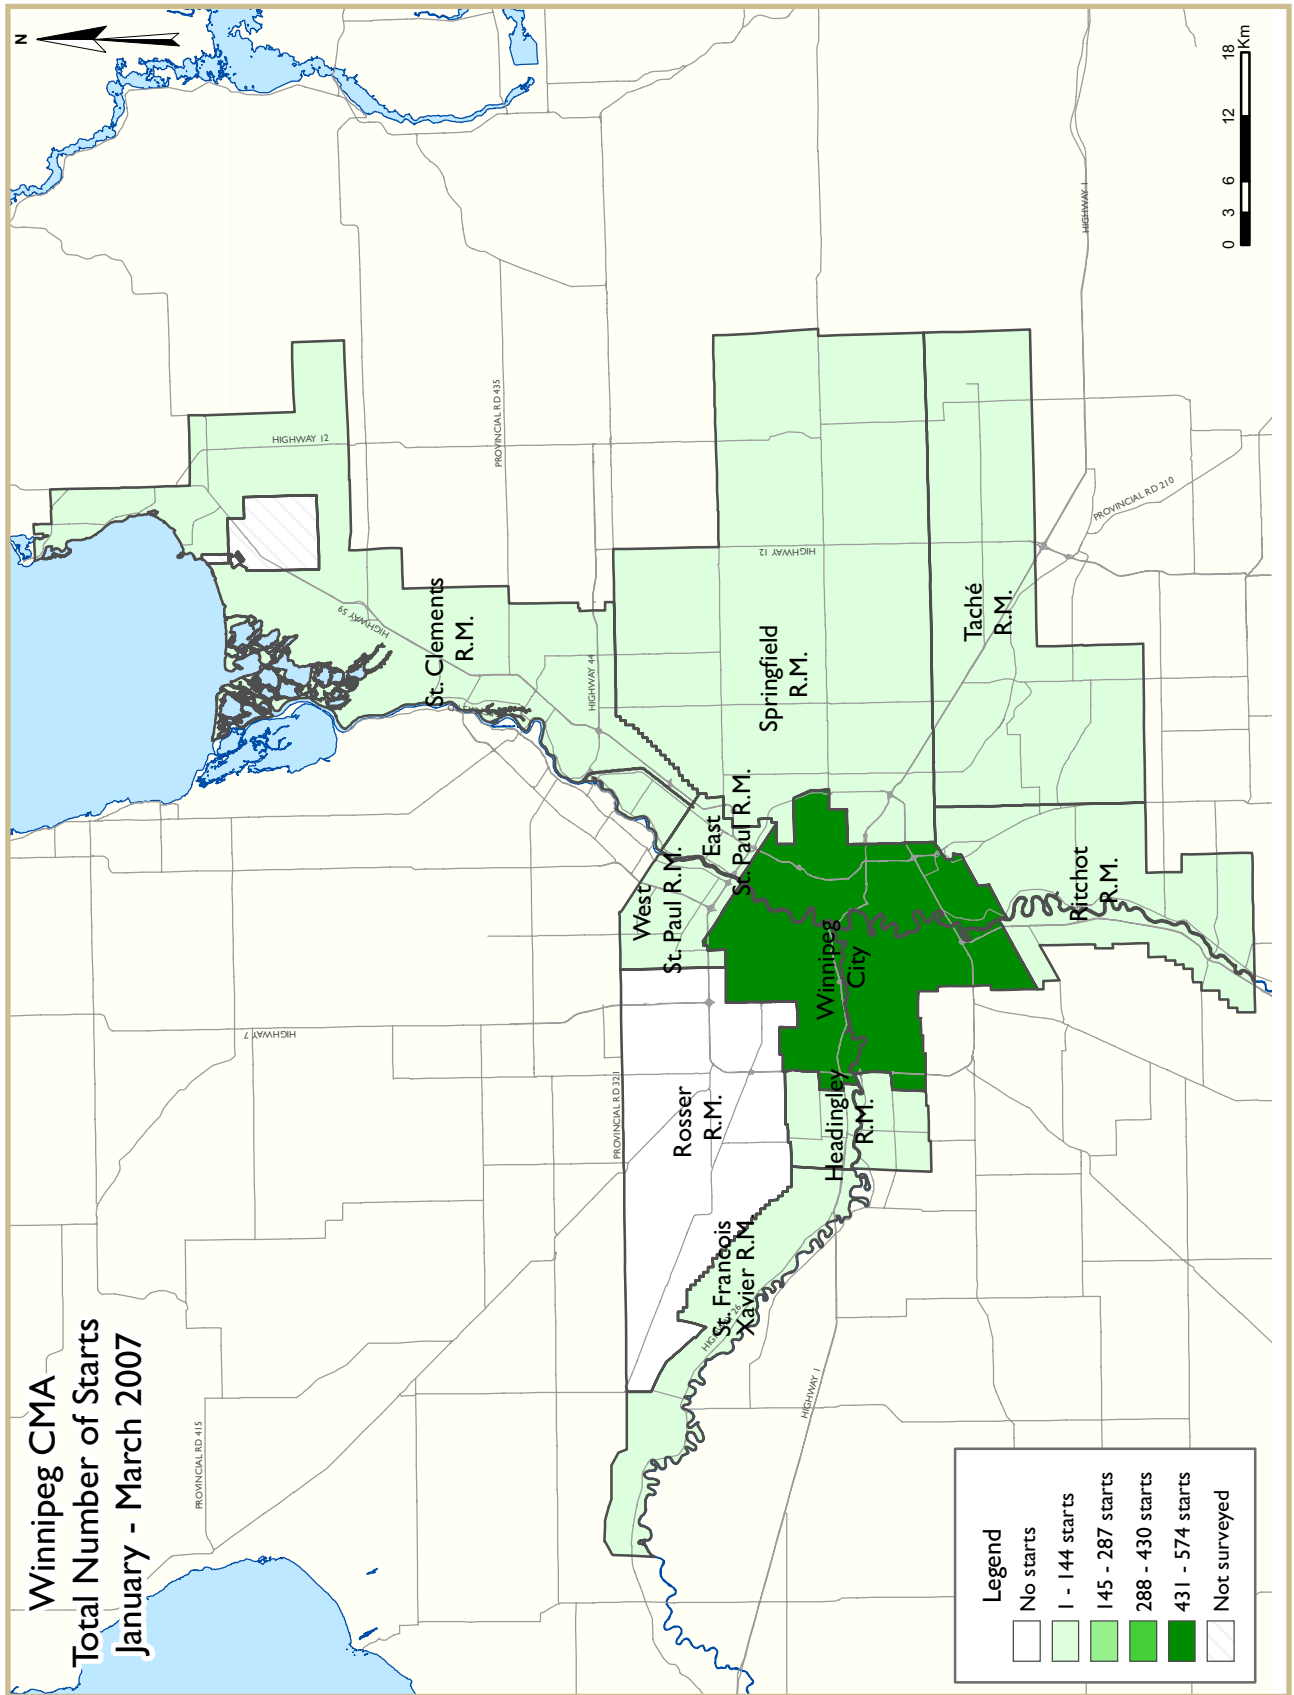 Winnipeg CMA
Total Number of Starts
January - March 2007
N
PROVINCIAL RD 415
HIGHWAY 7
PROVINCIAL RD 321
HIGHWAY 12
PROVINCIAL RD 435
HIGHWAY 59
HIGHWAY 44
St. Clements
R.M.
West
St. Paul R.M.
East
St. Paul R.M.
Rosser
R.M.
St. Francois
Xavier R.M.
Headingley
R.M.
Winnipeg
City
Springfield
R.M.
HIGHWAY 12
Taché
R.M.
Ritchot
R.M.
HIGHWAY 1
HIGHWAY 1
PROVINCIAL RD 210
Legend
No starts
1 - 144 starts
145 - 287 starts
288 - 430 starts
431 - 574 starts
Not surveyed
0 3 6 12 18
Km